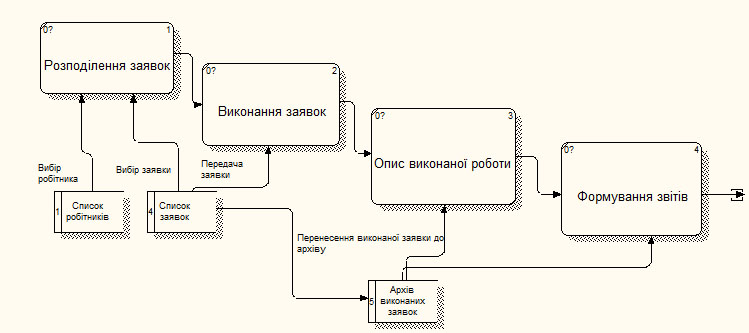 0? 1
Розподілення заявок
0? 2
Виконання заявок
0? 3
Опис виконаної роботи
0? 4
Формування звітів
Вибір
робітника
Вибір заявки
Передача
заявки
1 Список
робітників
4 Список
заявок
Перенесення виконаної заявки до
архіву
5 Архів
виконаних
заявок